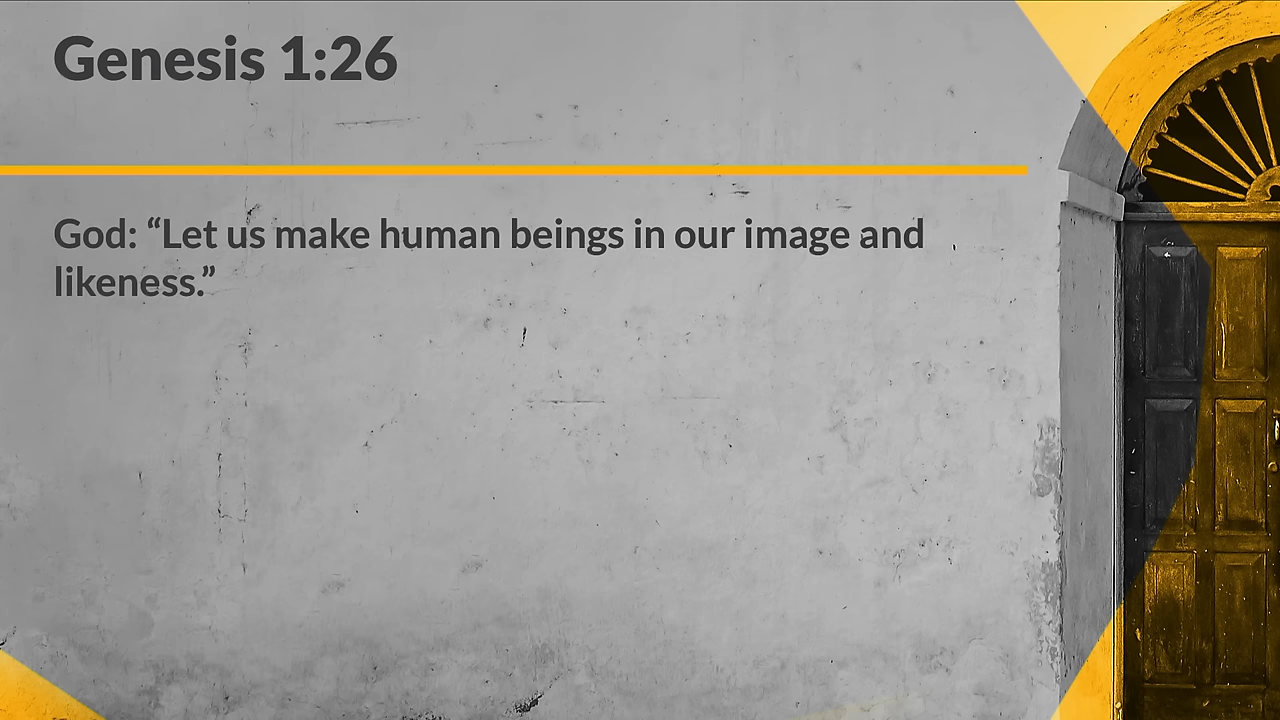 Genesis 1:26
God: “Let us make human beings in our image and
likeness.”